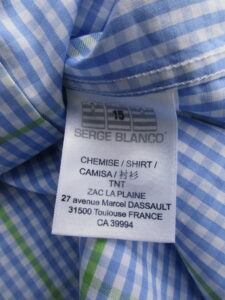 15
SERGE BLANCO
CHEMISE / SHIRT /
CAMISA / 衬衫
TNT
ZAC LA PLAINE
27 avenue Marcel DASSAULT
31500 Toulouse FRANCE
CA 39994